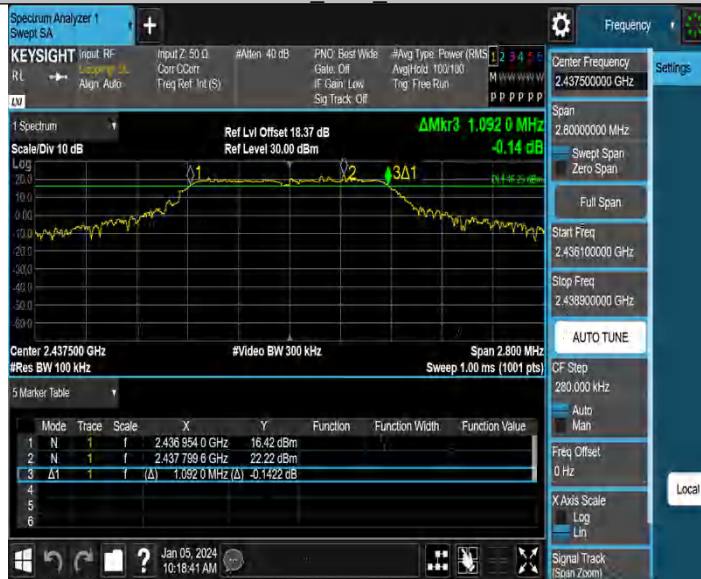 Spectrum Analyzer 1
Swept SA
Frequency
KEYSIGHT Input: RF
RL
Align: Auto
Input Z: 50 Ω
Corr CCorr
Freq Ref: Int (S)
#Atten: 40 dB
PNO: Best Wide
Gate: Off
IF Gain: Low
Sig Track: Off
#Avg Type: Power (RMS
Avg|Hold: 100/100
Trig: Free Run
1 2 3 4 5 6
M W W W W W
P P P P P P
LXI
Center Frequency
2.437500000 GHz
Settings
1 Spectrum
Scale/Div 10 dB
Ref Lvl Offset 18.37 dB
Ref Level 30.00 dBm
ΔMkr3 1.092 0 MHz
-0.14 dB
Span
2.80000000 MHz
Swept Span
Zero Span
Log
20.0
10.0
0.00
-10.0
-20.0
-30.0
-40.0
-50.0
-60.0
1
2
3Δ1
Full Span
Start Freq
2.436100000 GHz
Stop Freq
2.438900000 GHz
AUTO TUNE
Center 2.437500 GHz
#Res BW 100 kHz
#Video BW 300 kHz
Span 2.800 MHz
Sweep 1.00 ms (1001 pts)
CF Step
280.000 kHz
Auto
Man
5 Marker Table
Mode Trace Scale X Y Function Function Width Function Value
1 N 1 f 2.436 954 0 GHz 16.42 dBm
2 N 1 f 2.437 799 6 GHz 22.22 dBm
3 Δ1 1 f (Δ) 1.092 0 MHz (Δ) -0.1422 dB
4
5
6
Freq Offset
0 Hz
X Axis Scale
Log
Lin
Local
Signal Track
(Span Zoom)
?
Jan 05, 2024
10:18:41 AM